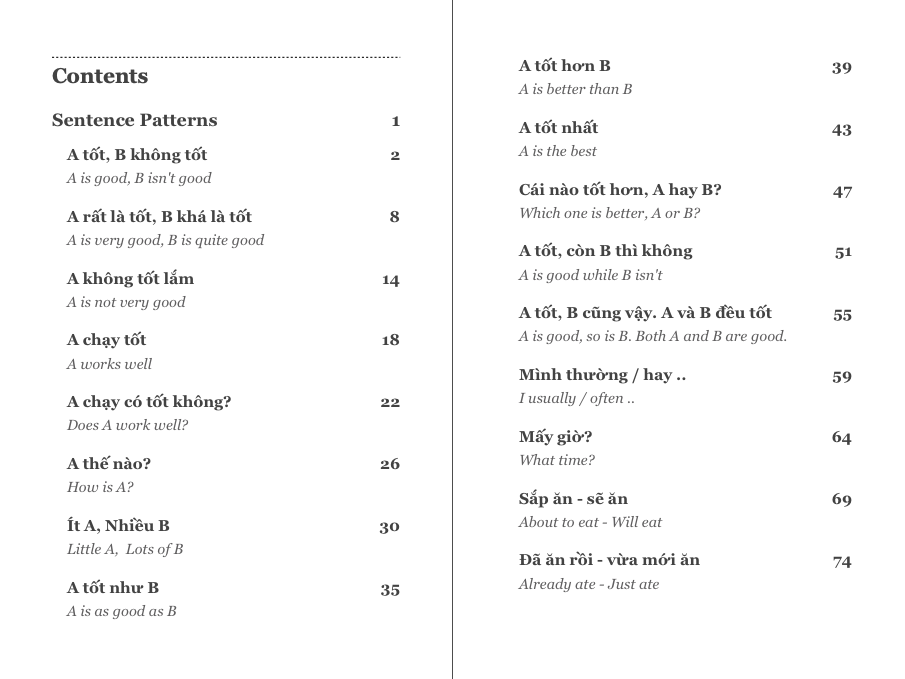 Contents
Sentence Patterns 1
A tốt, B không tốt 2
A is good, B isn't good
A rất là tốt, B khá là tốt 8
A is very good, B is quite good
A không tốt lắm 14
A is not very good
A chạy tốt 18
A works well
A chạy có tốt không? 22
Does A work well?
A thế nào? 26
How is A?
Ít A, Nhiều B 30
Little A, Lots of B
A tốt như B 35
A is as good as B
A tốt hơn B 39
A is better than B
A tốt nhất 43
A is the best
Cái nào tốt hơn, A hay B? 47
Which one is better, A or B?
A tốt, còn B thì không 51
A is good while B isn't
A tốt, B cũng vậy. A và B đều tốt 55
A is good, so is B. Both A and B are good.
Mình thường / hay .. 59
I usually / often ..
Mấy giờ? 64
What time?
Sắp ăn - sẽ ăn 69
About to eat - Will eat
Đã ăn rồi - vừa mới ăn 74
Already ate - Just ate